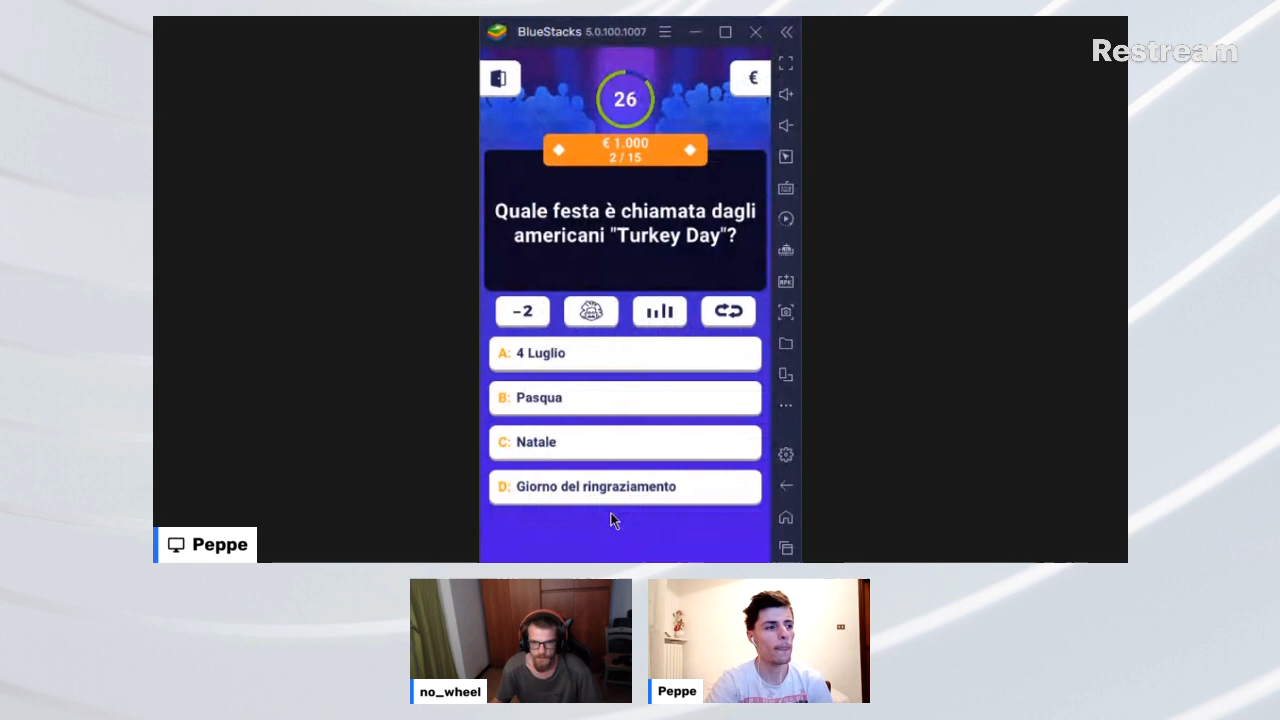 BlueStacks 5.0.100.1007
Restream
26
€
€ 1.000
2 / 15
Quale festa è chiamata dagli
americani "Turkey Day"?
-2
A: 4 Luglio
B: Pasqua
C: Natale
D: Giorno del ringraziamento
Peppe
no_wheel
Peppe